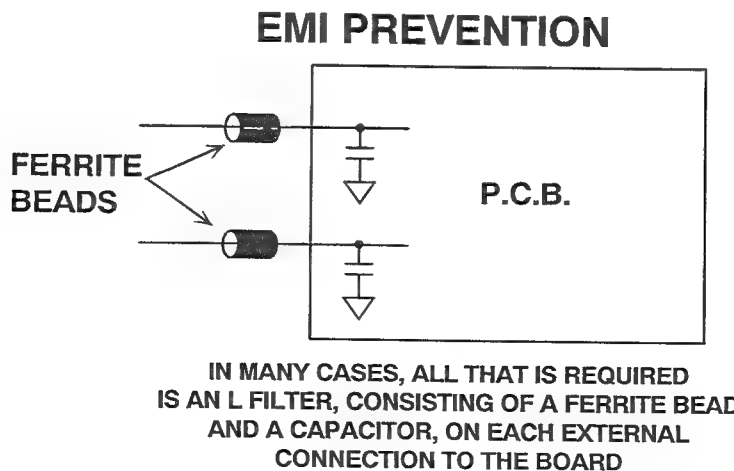 EMI PREVENTION
FERRITE
BEADS
P.C.B.
IN MANY CASES, ALL THAT IS REQUIRED
IS AN L FILTER, CONSISTING OF A FERRITE BEAD
AND A CAPACITOR, ON EACH EXTERNAL
CONNECTION TO THE BOARD